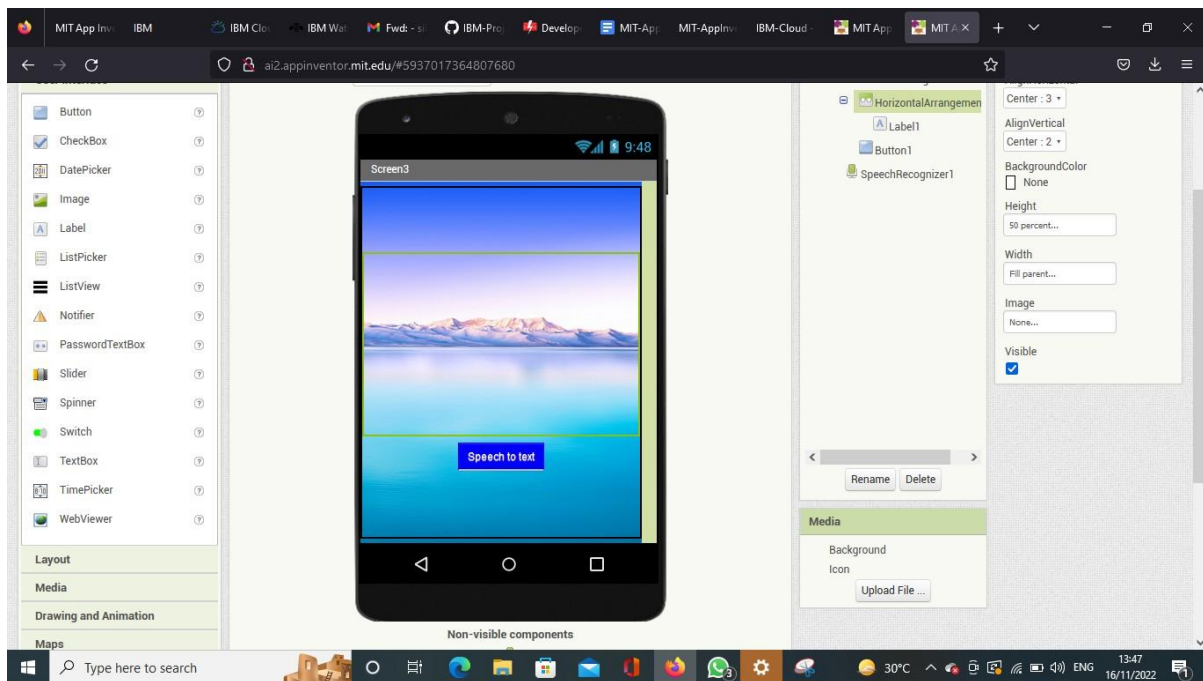 MIT App Inv
IBM
IBM Clo
IBM Wat
Fwd: - si
IBM-Proj
Develop
MIT-App
MIT-AppInv
IBM-Cloud -
MIT App
MIT A
ai2.appinventor.mit.edu/#5937017364807680
Button
CheckBox
DatePicker
Image
Label
ListPicker
ListView
Notifier
PasswordTextBox
Slider
Spinner
Switch
TextBox
TimePicker
WebViewer
Layout
Media
Drawing and Animation
Maps
9:48
Screen3
Speech to text
Non-visible components
HorizontalArrangemen
Label1
Button1
SpeechRecognizer1
Rename
Delete
Media
Background
Icon
Upload File ...
Center : 3
AlignVertical
Center : 2
BackgroundColor
None
Height
50 percent...
Width
Fill parent...
Image
None...
Visible
Type here to search
30°C
ENG
13:47
16/11/2022